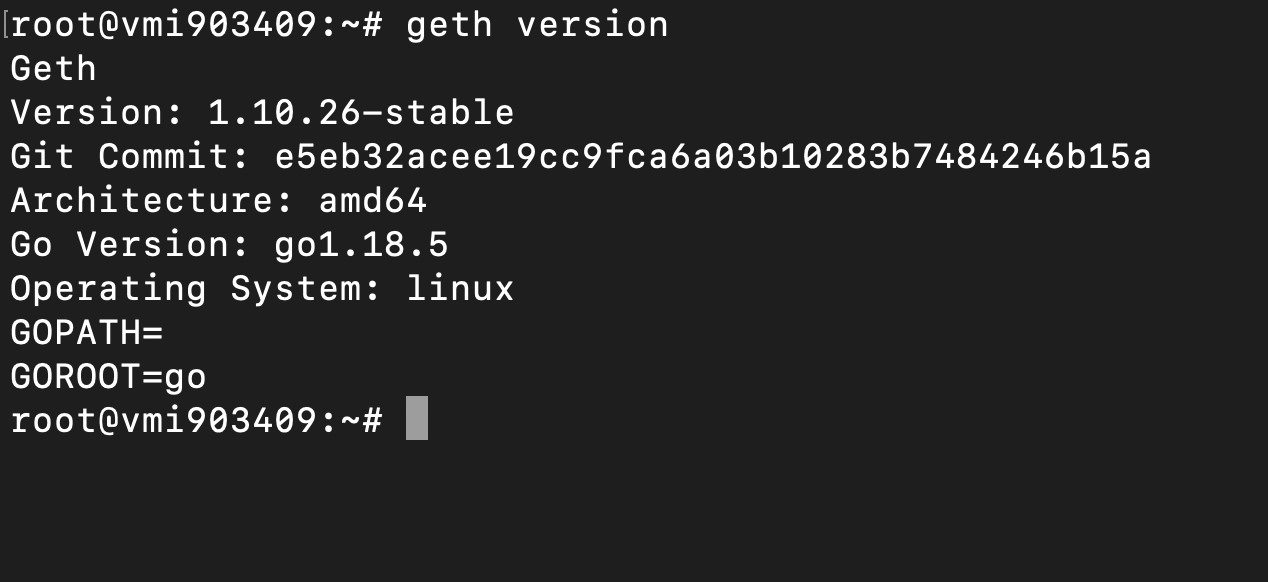 [root@vmi903409:~# geth version
Geth
Version: 1.10.26-stable
Git Commit: e5eb32acee19cc9fca6a03b10283b7484246b15a
Architecture: amd64
Go Version: go1.18.5
Operating System: linux
GOPATH=
GOROOT=go
root@vmi903409:~#